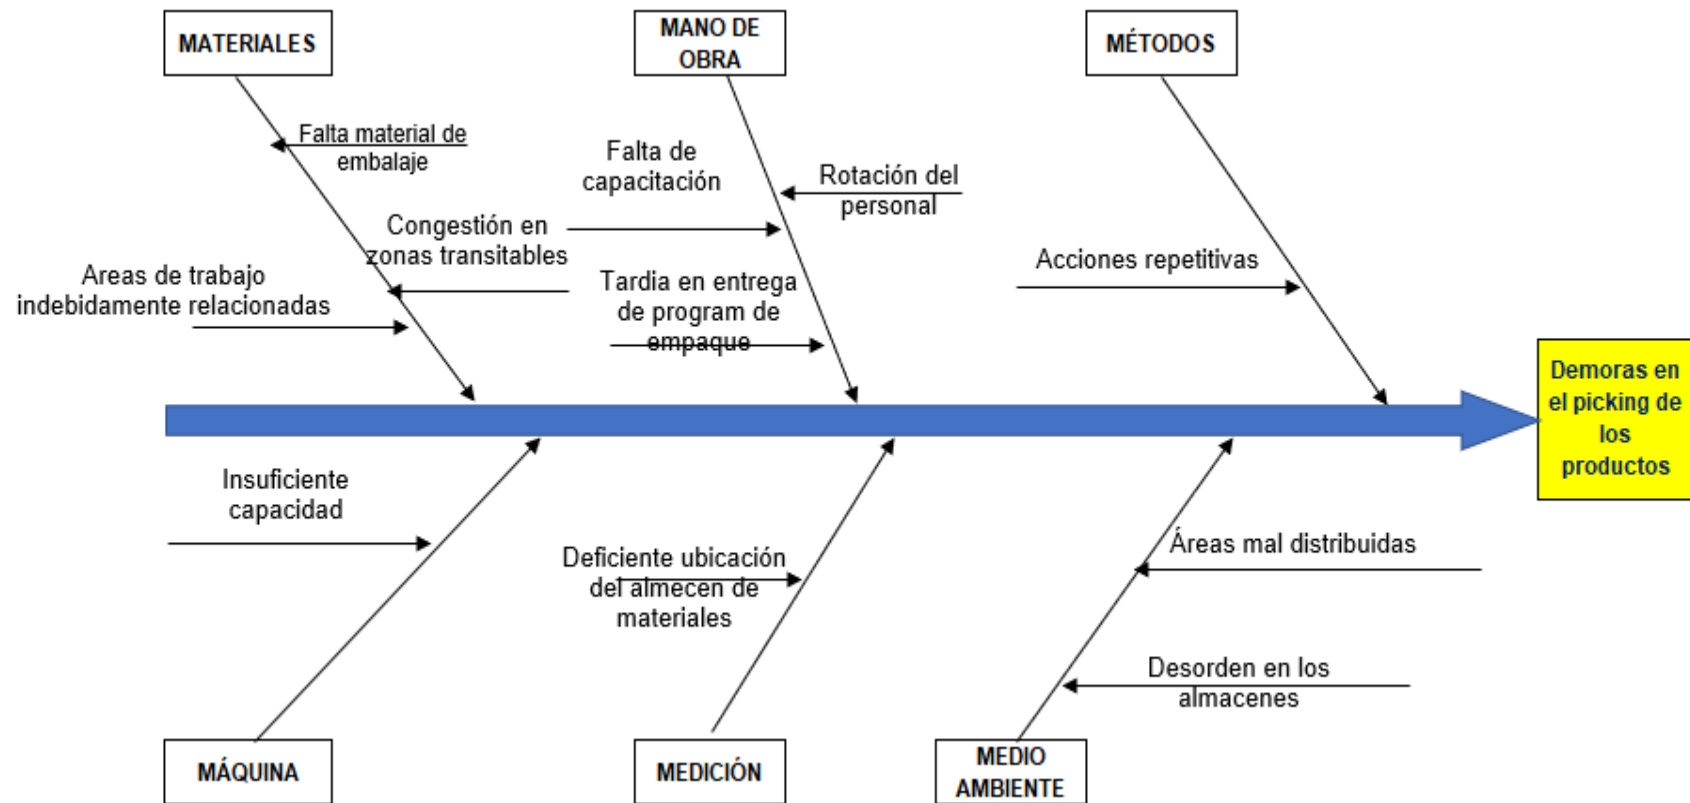 MATERIALES
MANO DE
OBRA
MÉTODOS
Falta material de
embalaje
Falta de
capacitación
Rotación del
personal
Congestión en
zonas transitables
Acciones repetitivas
Areas de trabajo
indebidamente relacionadas
Tardia en entrega
de program de
empaque
Demoras en
el picking de
los
productos
Insuficiente
capacidad
Deficiente ubicación
del almecen de
materiales
Áreas mal distribuidas
Desorden en los
almacenes
MÁQUINA
MEDICIÓN
MEDIO
AMBIENTE